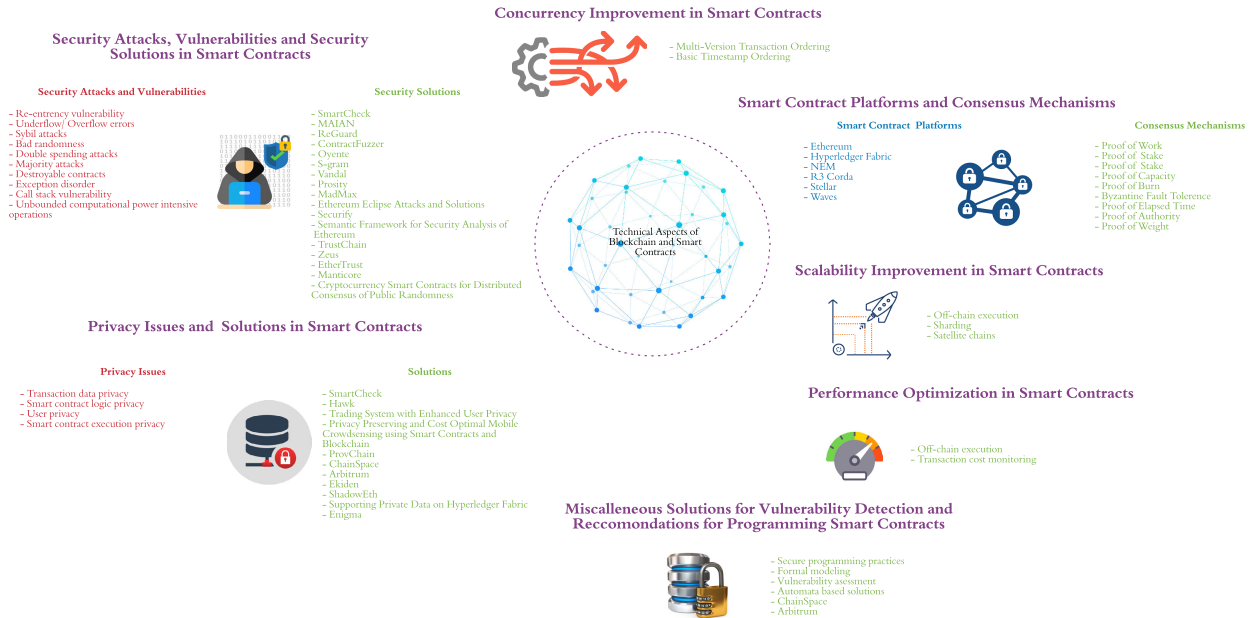 Concurrency Improvement in Smart Contracts
- Multi-Version Transaction Ordering
- Basic Timestamp Ordering
Security Attacks, Vulnerabilities and Security
Solutions in Smart Contracts
Security Attacks and Vulnerabilities
- Re-entrency vulnerability
- Underflow/ Overflow errors
- Sybil attacks
- Bad randomness
- Double spending attacks
- Majority attacks
- Destroyable contracts
- Exception disorder
- Call stack vulnerability
- Unbounded computational power intensive
operations
Security Solutions
- SmartCheck
- MAIAN
- ReGuard
- ContractFuzzer
- Oyente
- S-gram
- Vandal
- Prosity
- MadMax
- Ethereum Eclipse Attacks and Solutions
- Securify
- Semantic Framework for Security Analysis of
Ethereum
- TrustChain
- Zeus
- EtherTrust
- Manticore
- Cryptocurrency Smart Contracts for Distributed
Consensus of Public Randomness
Technical Aspects of
Blockchain and Smart
Contracts
Smart Contract Platforms and Consensus Mechanisms
Smart Contract Platforms
- Ethereum
- Hyperledger Fabric
- NEM
- R3 Corda
- Stellar
- Waves
Consensus Mechanisms
- Proof of Work
- Proof of Stake
- Proof of Stake
- Proof of Capacity
- Proof of Burn
- Byzantine Fault Tolerence
- Proof of Elapsed Time
- Proof of Authority
- Proof of Weight
Scalability Improvement in Smart Contracts
- Off-chain execution
- Sharding
- Satellite chains
Privacy Issues and Solutions in Smart Contracts
Privacy Issues
- Transaction data privacy
- Smart contract logic privacy
- User privacy
- Smart contract execution privacy
Solutions
- SmartCheck
- Hawk
- Trading System with Enhanced User Privacy
- Privacy Preserving and Cost Optimal Mobile
Crowdsensing using Smart Contracts and
Blockchain
- ProvChain
- ChainSpace
- Arbitrum
- Ekiden
- ShadowEth
- Supporting Private Data on Hyperledger Fabric
- Enigma
Performance Optimization in Smart Contracts
- Off-chain execution
- Transaction cost monitoring
Miscalleneous Solutions for Vulnerability Detection and
Reccomondations for Programming Smart Contracts
- Secure programming practices
- Formal modeling
- Vulnerability asessment
- Automata based solutions
- ChainSpace
- Arbitrum